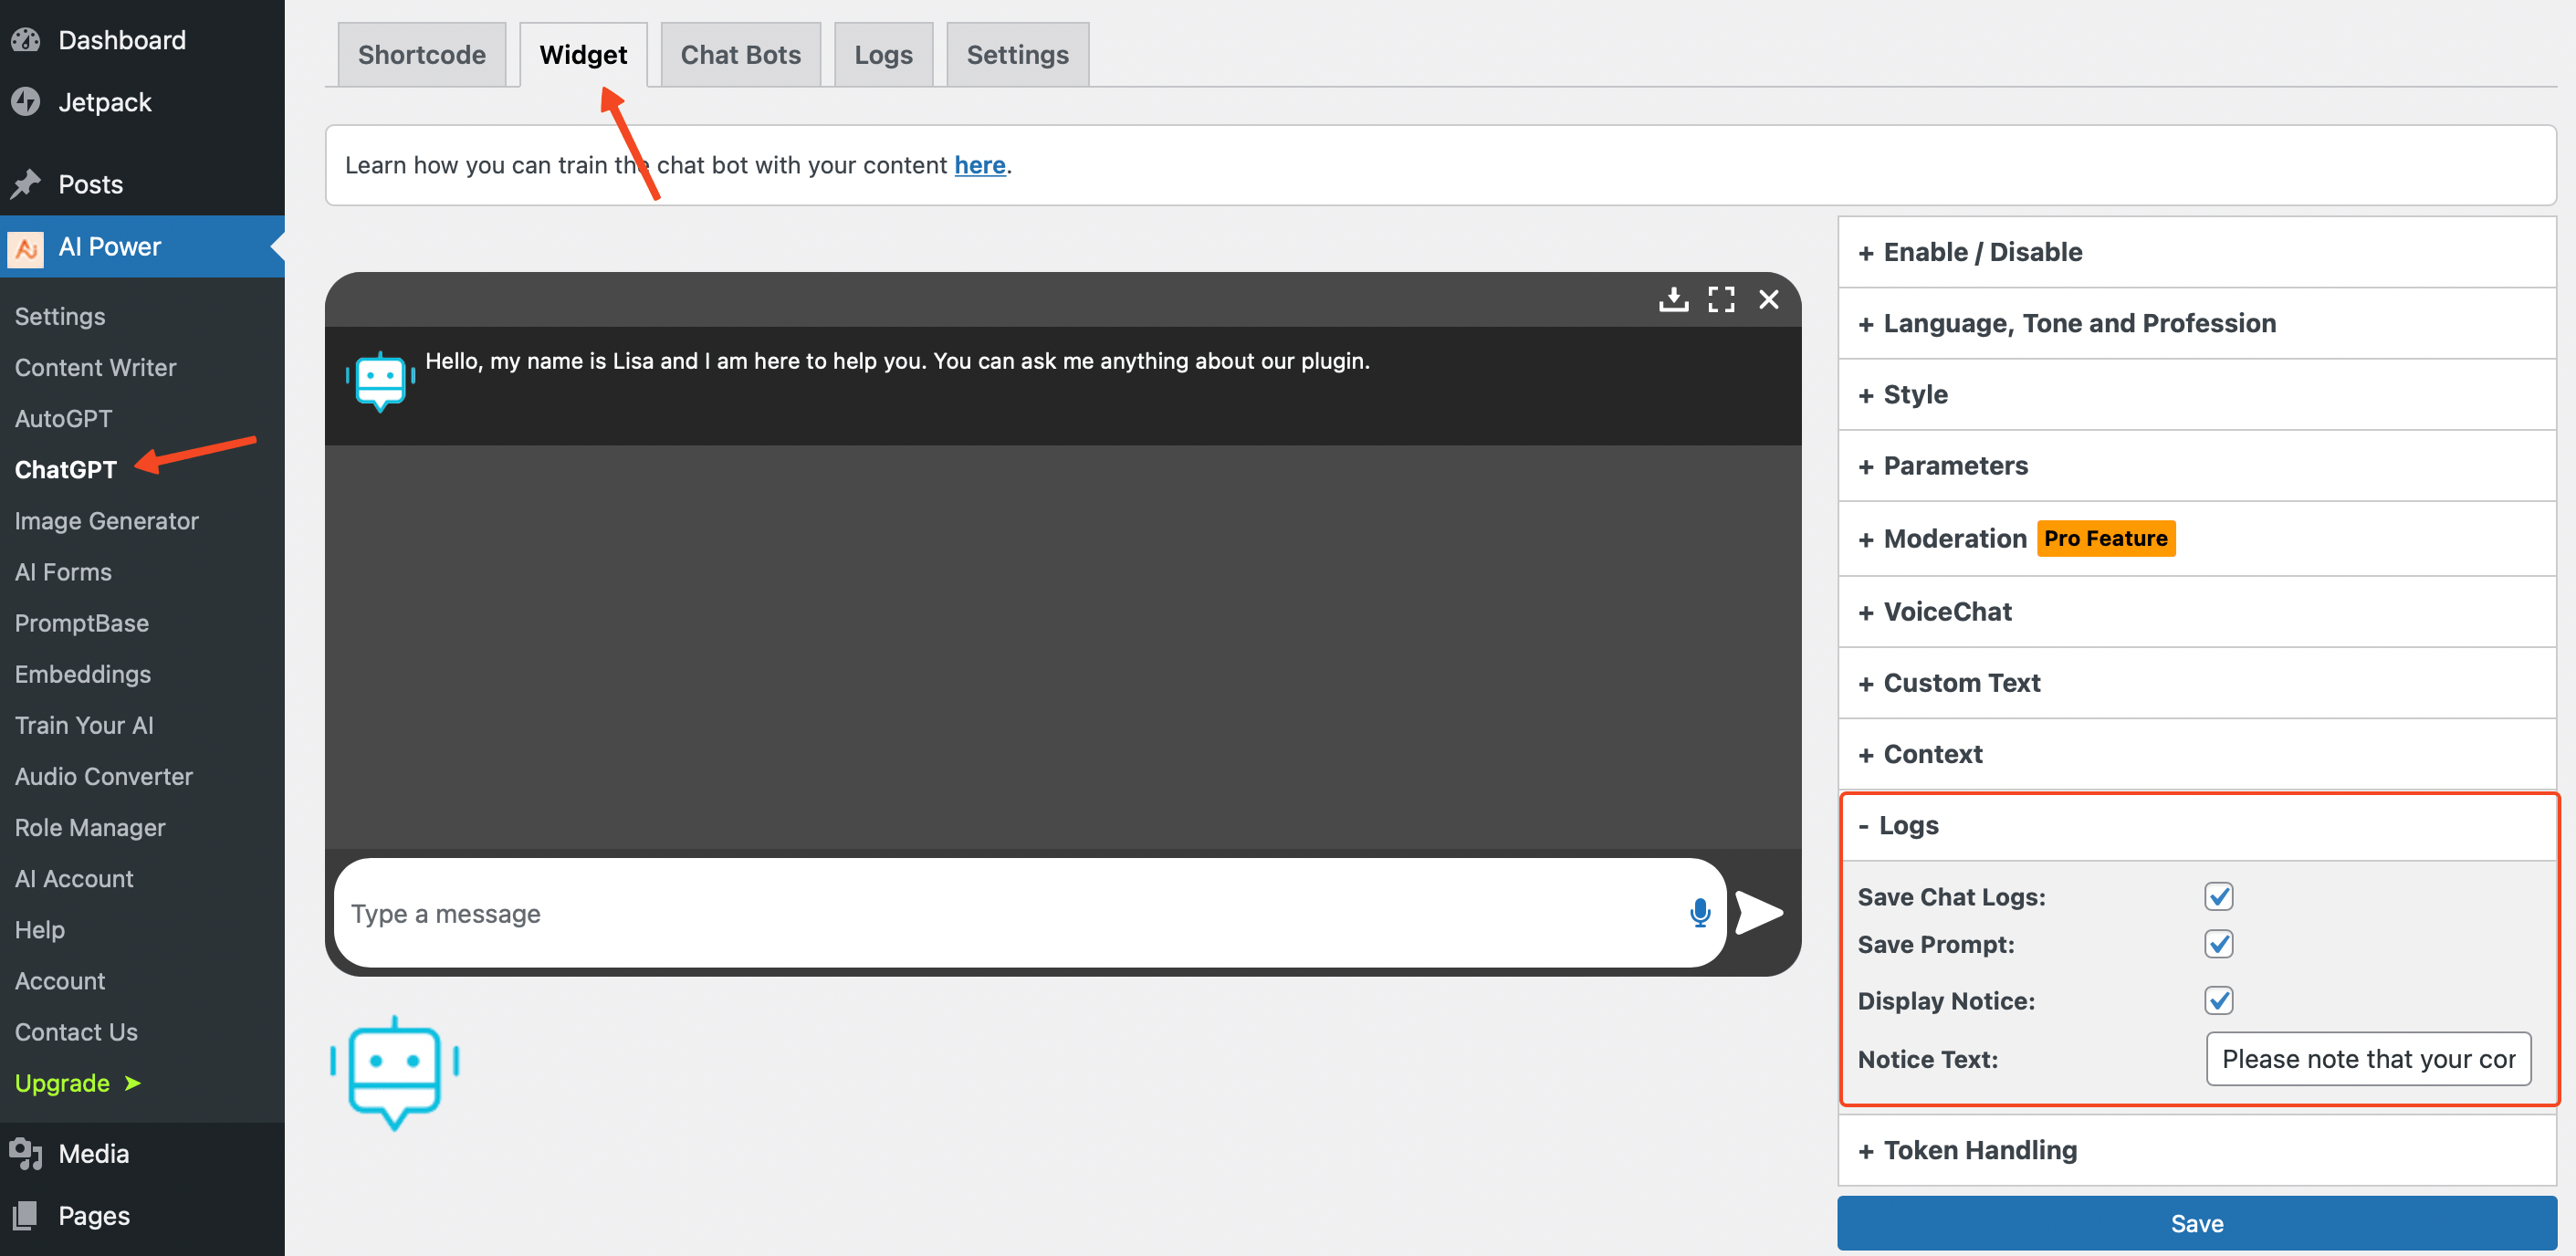 Dashboard
Jetpack
Posts
AI Power
Settings
Content Writer
AutoGPT
ChatGPT
Image Generator
AI Forms
PromptBase
Embeddings
Train Your AI
Audio Converter
Role Manager
AI Account
Help
Account
Contact Us
Upgrade ➤
Media
Pages
Shortcode
Widget
Chat Bots
Logs
Settings
Learn how you can train the chat bot with your content here.
Hello, my name is Lisa and I am here to help you. You can ask me anything about our plugin.
Type a message
+ Enable / Disable
+ Language, Tone and Profession
+ Style
+ Parameters
+ Moderation Pro Feature
+ VoiceChat
+ Custom Text
+ Context
- Logs
Save Chat Logs:
Save Prompt:
Display Notice:
Notice Text: Please note that your cor
+ Token Handling
Save